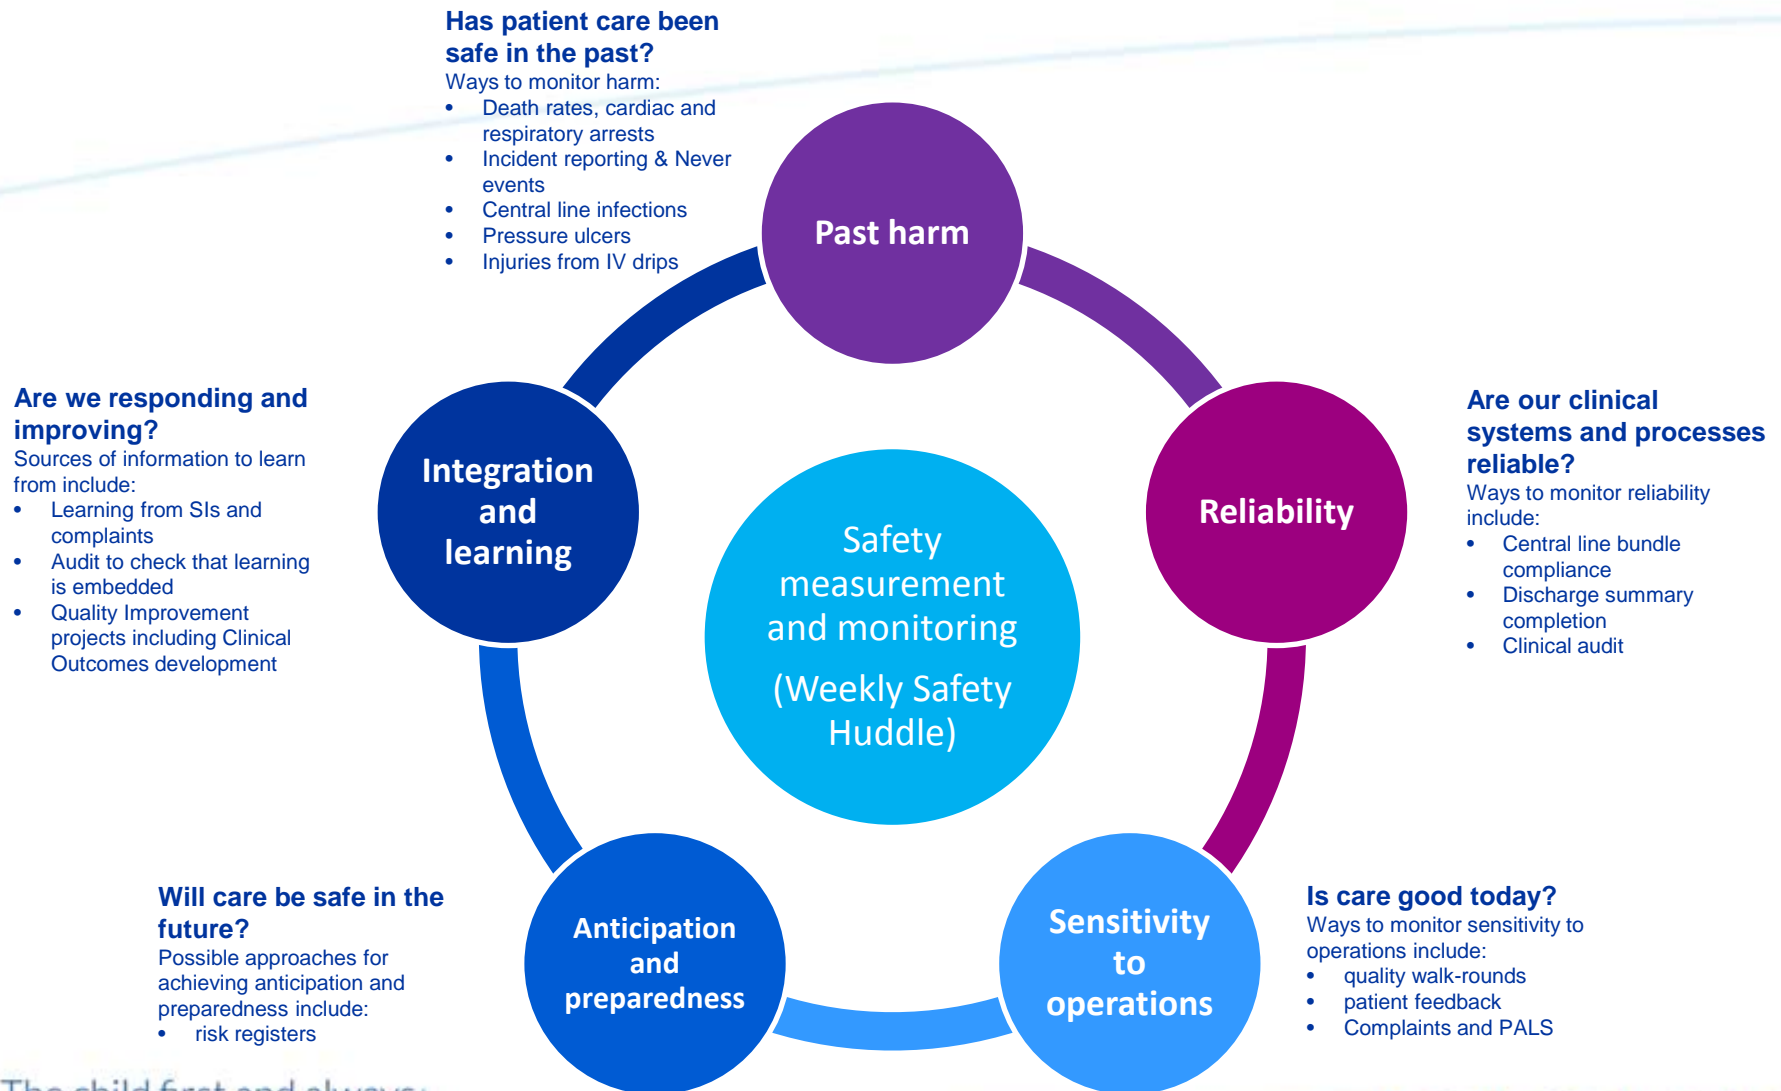 Has patient care been
safe in the past?
Ways to monitor harm:
• Death rates, cardiac and
respiratory arrests
• Incident reporting & Never
events
• Central line infections
• Pressure ulcers
• Injuries from IV drips
Past harm
Are our clinical
systems and processes
reliable?
Ways to monitor reliability
include:
• Central line bundle
compliance
• Discharge summary
completion
• Clinical audit
Reliability
Is care good today?
Ways to monitor sensitivity to
operations include:
• quality walk-rounds
• patient feedback
• Complaints and PALS
Sensitivity
to
operations
Will care be safe in the
future?
Possible approaches for
achieving anticipation and
preparedness include:
• risk registers
Anticipation
and
preparedness
Are we responding and
improving?
Sources of information to learn
from include:
• Learning from SIs and
complaints
• Audit to check that learning
is embedded
• Quality Improvement
projects including Clinical
Outcomes development
Integration
and
learning
Safety
measurement
and monitoring
(Weekly Safety
Huddle)
The child first and always: